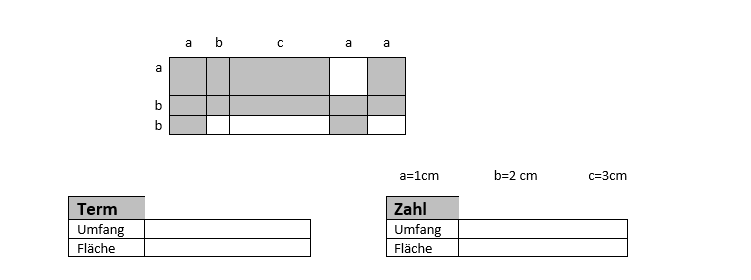 a b c a a
a
b
b
a=1cm b=2 cm c=3cm
Term Zahl
Umfang Umfang
Fläche Fläche